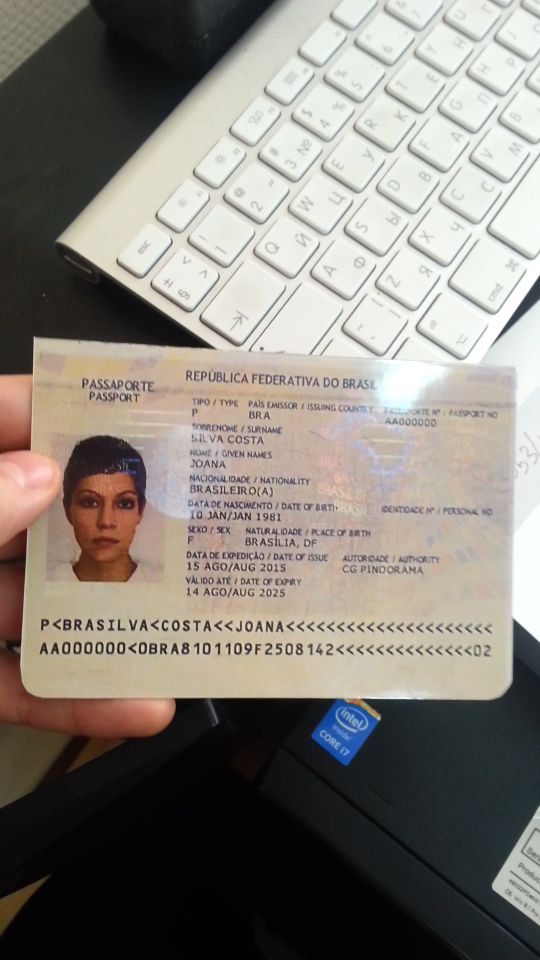 PASSAPORTE
PASSPORT
REPÚBLICA FEDERATIVA DO BRASIL
TIPO / TYPE PAÍS EMISSOR / ISSUING COUNTRY PASSAPORTE Nº / PASSPORT NO
P BRA AA000000
SOBRENOME / SURNAME
SILVA COSTA
NOME / GIVEN NAMES
JOANA
NACIONALIDADE / NATIONALITY
BRASILEIRO(A)
DATA DE NASCIMENTO / DATE OF BIRTH IDENTIDADE Nº / PERSONAL NO
10 JAN/JAN 1981
SEXO / SEX NATURALIDADE / PLACE OF BIRTH
F BRASÍLIA, DF
DATA DE EXPEDIÇÃO / DATE OF ISSUE AUTORIDADE / AUTHORITY
15 AGO/AUG 2015 CG PINDORAMA
VÁLIDO ATÉ / DATE OF EXPIRY
14 AGO/AUG 2025
P<BRASILVA<COSTA<<JOANA<<<<<<<<<<<<<<<<<<<<<
AA000000<0BRA8101109F2508142<<<<<<<<<<<<<<02
esc
cmd
intel
inside
CORE i7